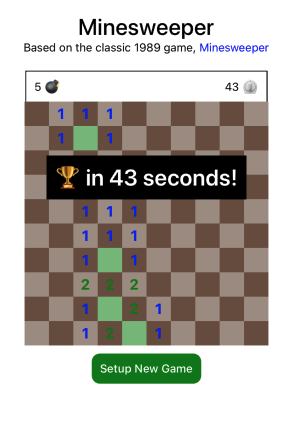 Minesweeper
Based on the classic 1989 game, Minesweeper
5 43
1 1 1
1 1
in 43 seconds!
1 1 1
1 1 1
1 1
2 2 2
1 2 1
1 2 1
Setup New Game